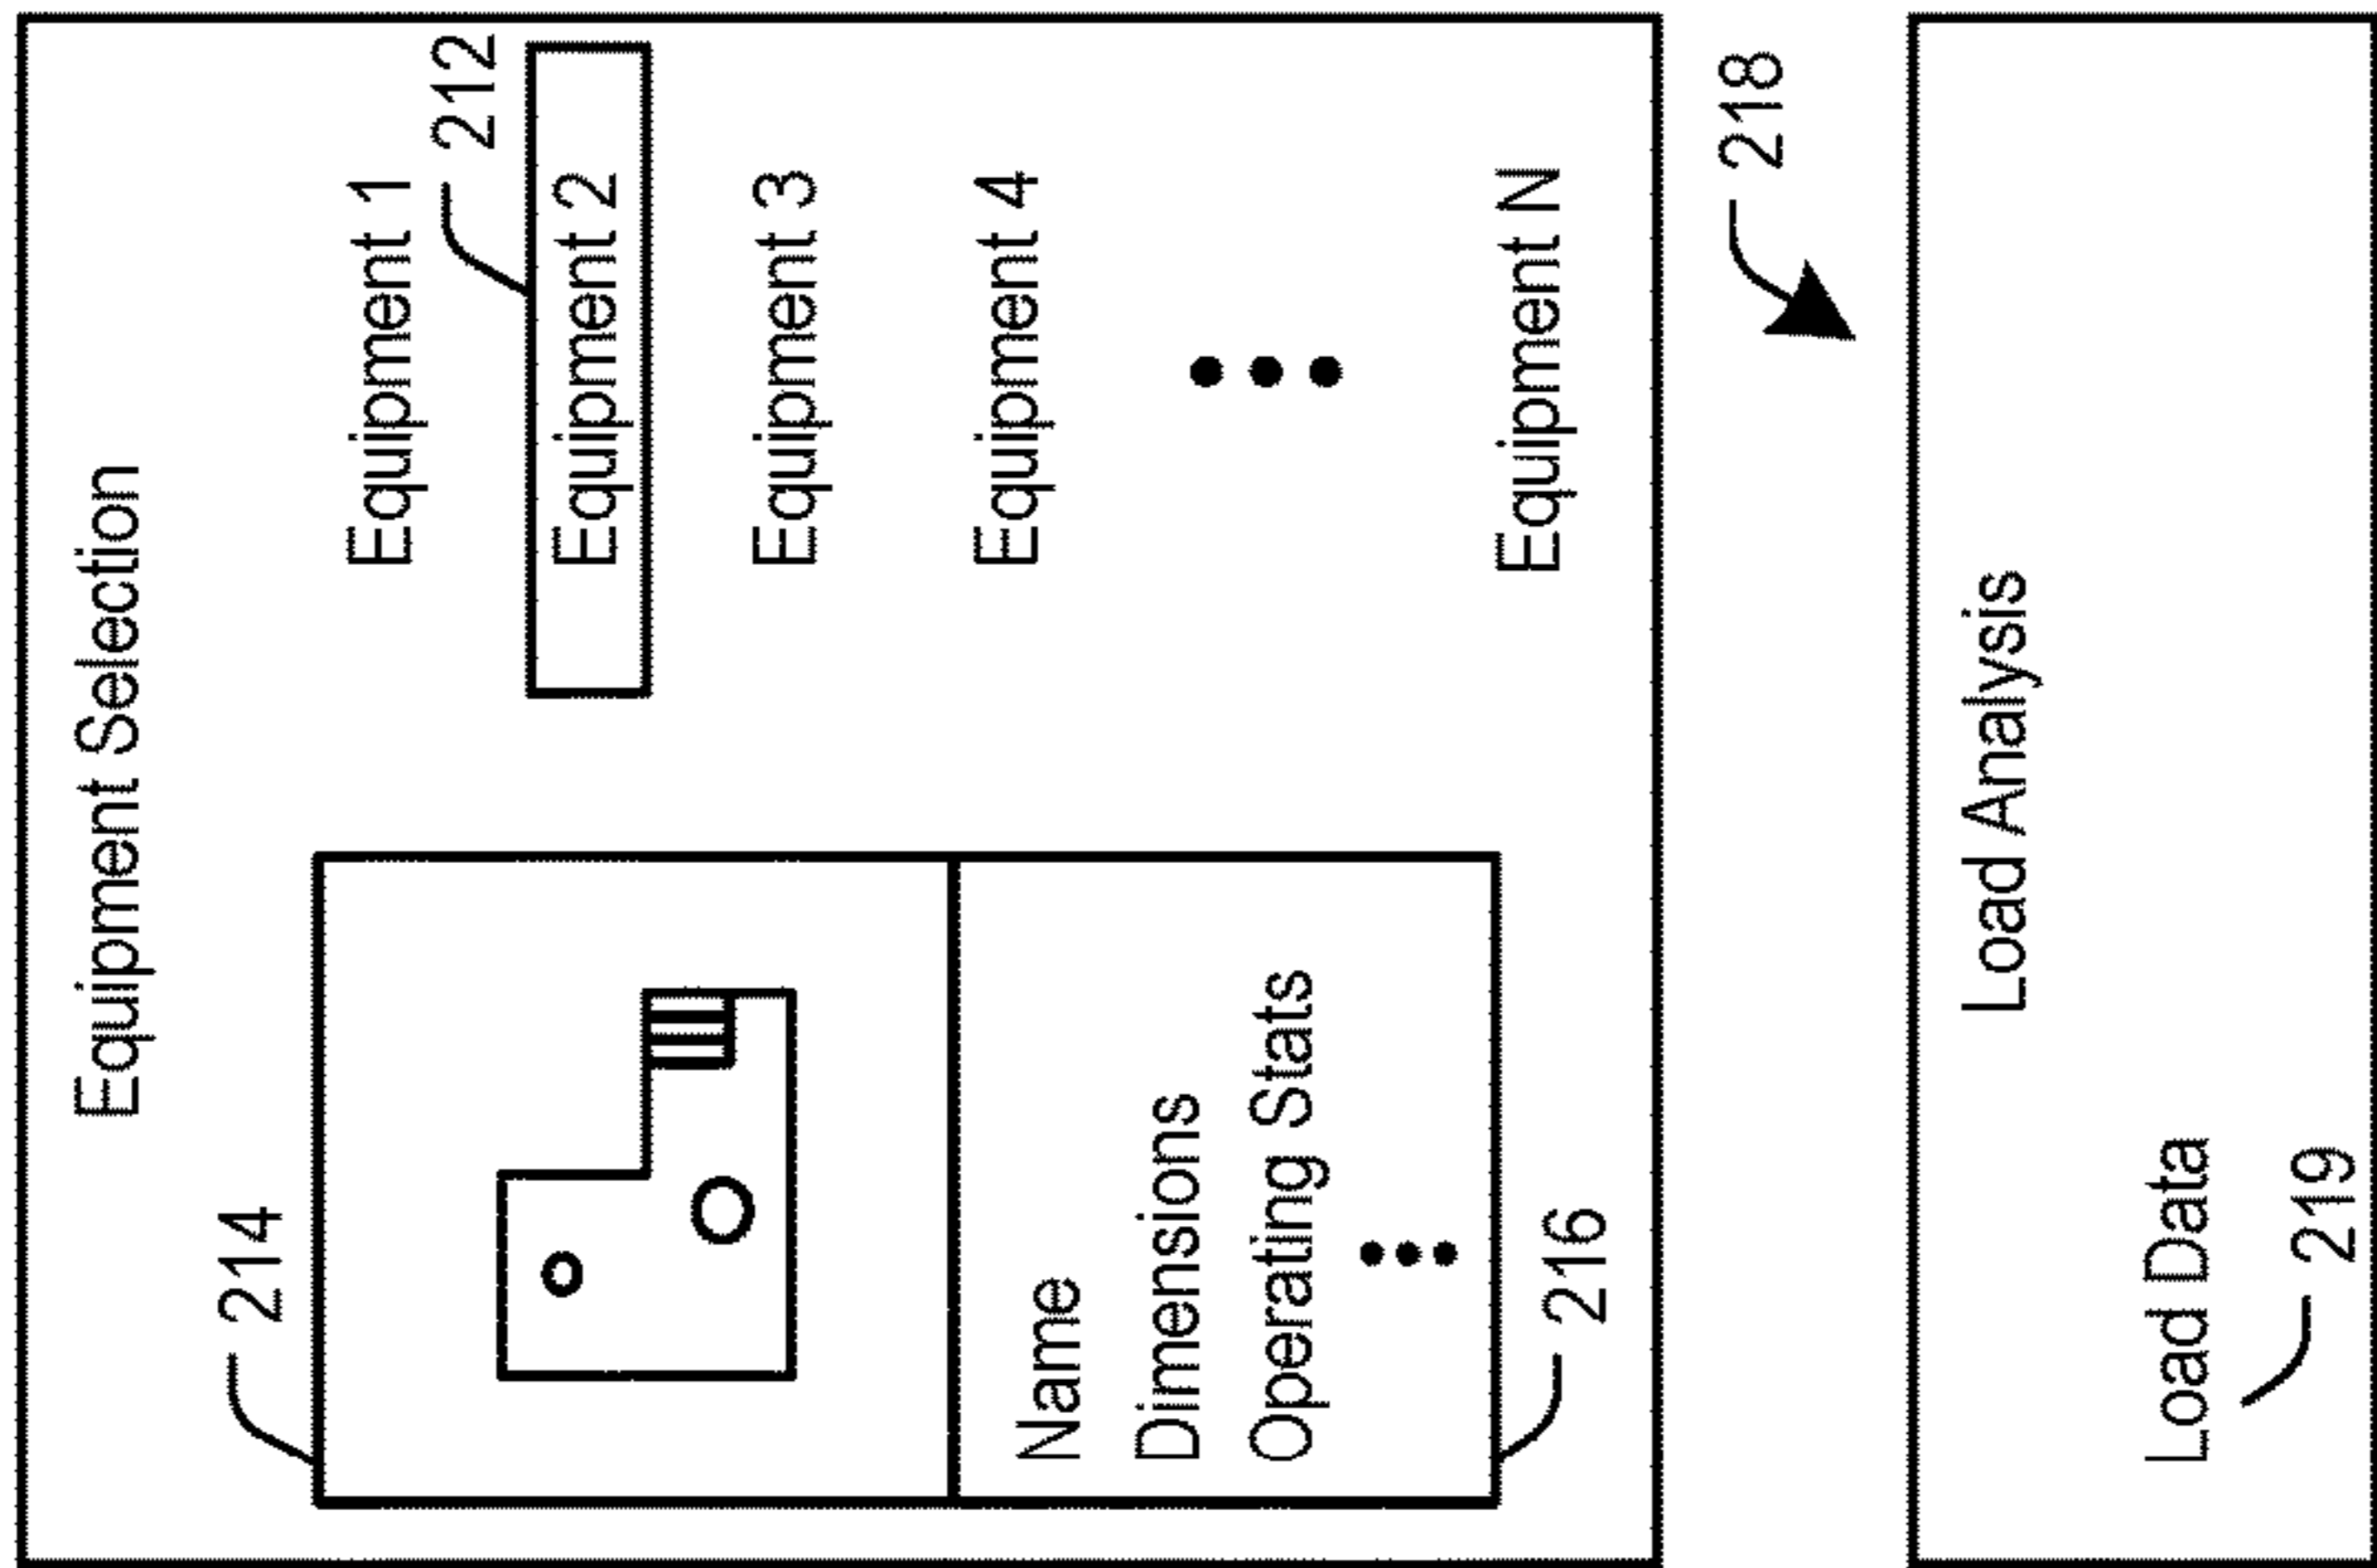 Equipment Selection
214
Equipment 1
212
Equipment 2
Equipment 3
Equipment 4
Equipment N
Name
Dimensions
Operating Stats
216
218
Load Analysis
Load Data
219